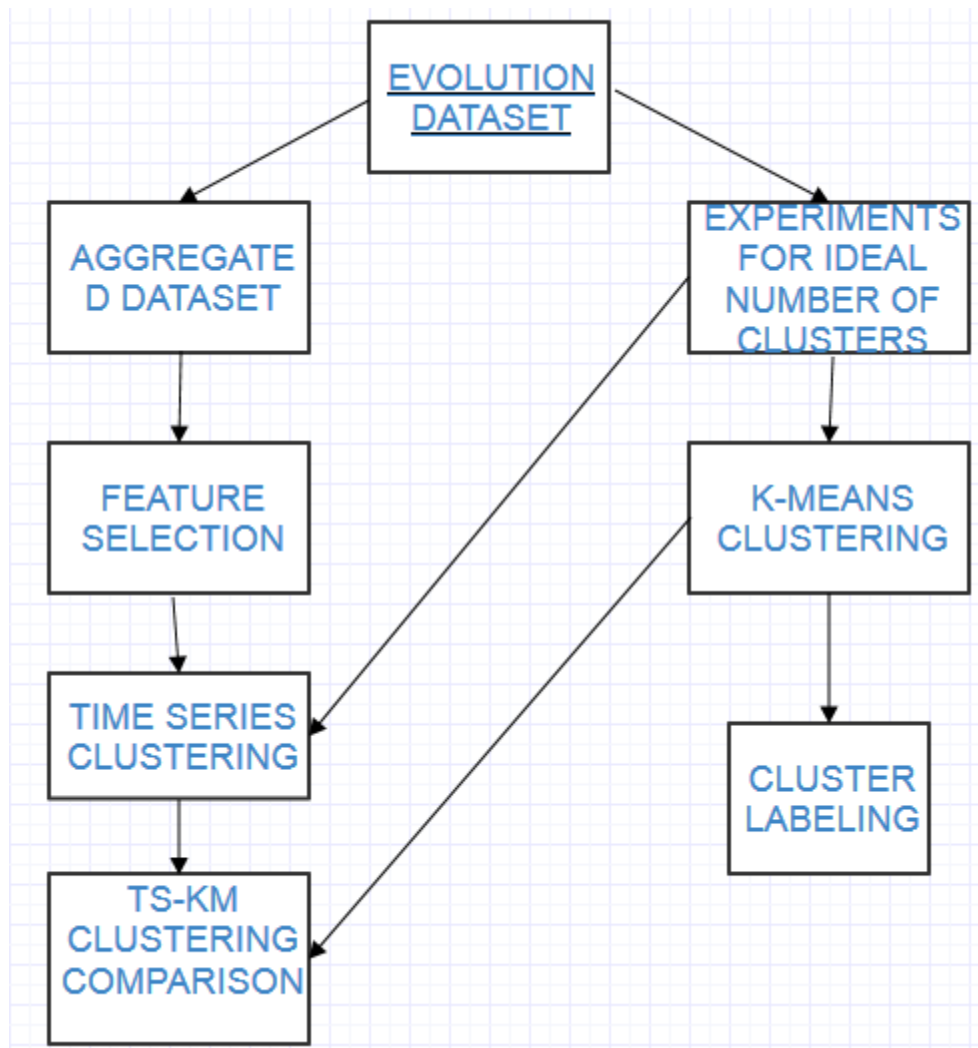 EVOLUTION
DATASET
AGGREGATE
D DATASET
EXPERIMENTS
FOR IDEAL
NUMBER OF
CLUSTERS
FEATURE
SELECTION
K-MEANS
CLUSTERING
TIME SERIES
CLUSTERING
CLUSTER
LABELING
TS-KM
CLUSTERING
COMPARISON